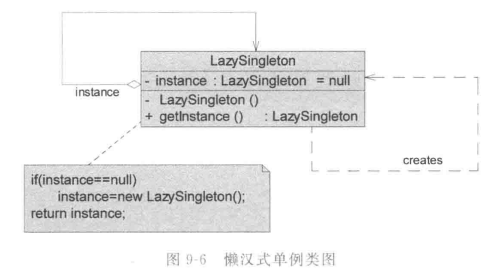 LazySingleton
- instance : LazySingleton = null
instance
- LazySingleton ()
+ getInstance () : LazySingleton
creates
if(instance==null)
instance=new LazySingleton();
return instance;
图 9-6 懒汉式单例类图